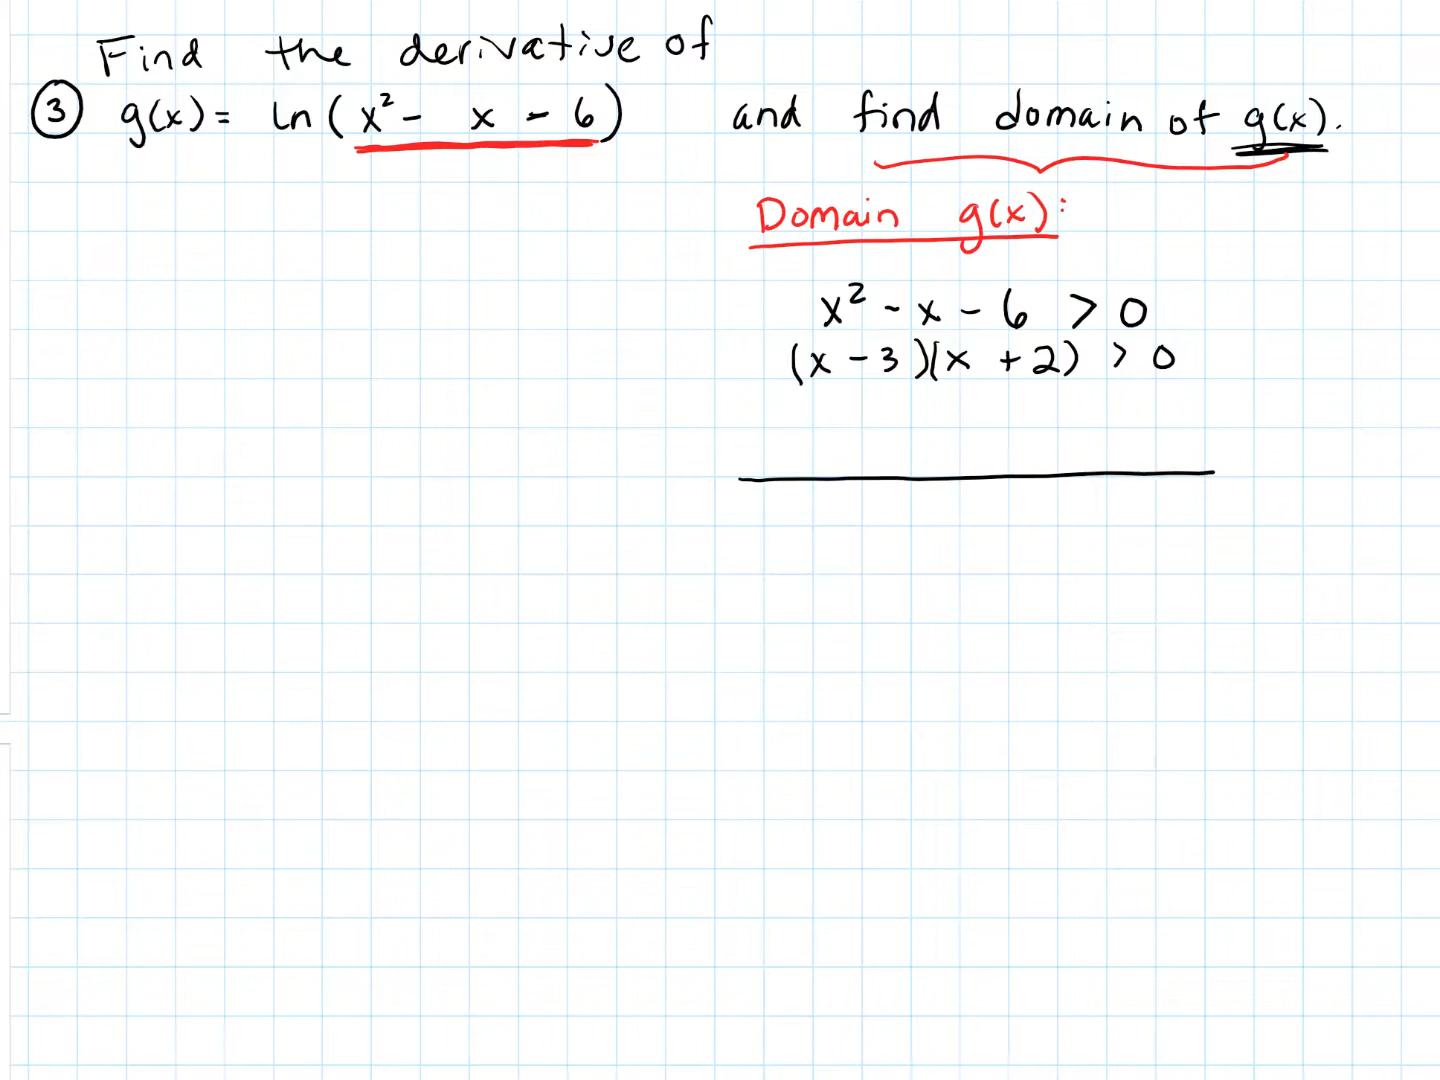 Find the derivative of
③ g(x) = ln(x² - x - 6) and find domain of g(x).
Domain g(x):
x² - x - 6 > 0
(x - 3)(x + 2) > 0